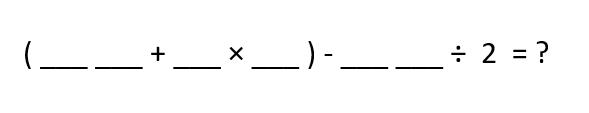 ( ___ ___ + ___ × ___ ) - ___ ___ ÷ 2 = ?